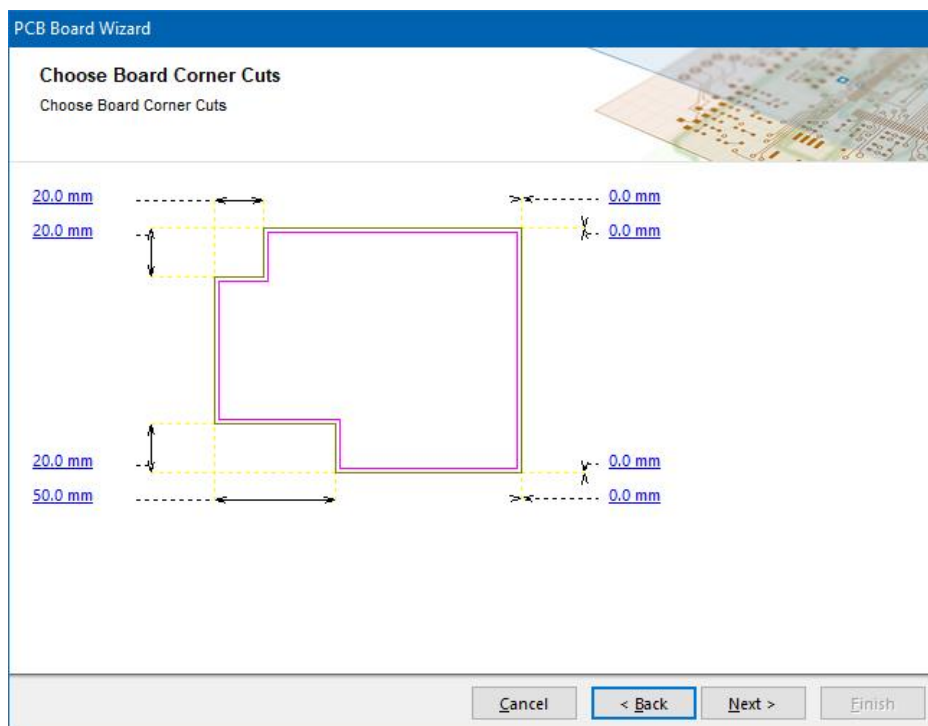 PCB Board Wizard
Choose Board Corner Cuts
Choose Board Corner Cuts
20.0 mm 0.0 mm
20.0 mm 0.0 mm
20.0 mm 0.0 mm
50.0 mm 0.0 mm
Cancel < Back Next > Finish